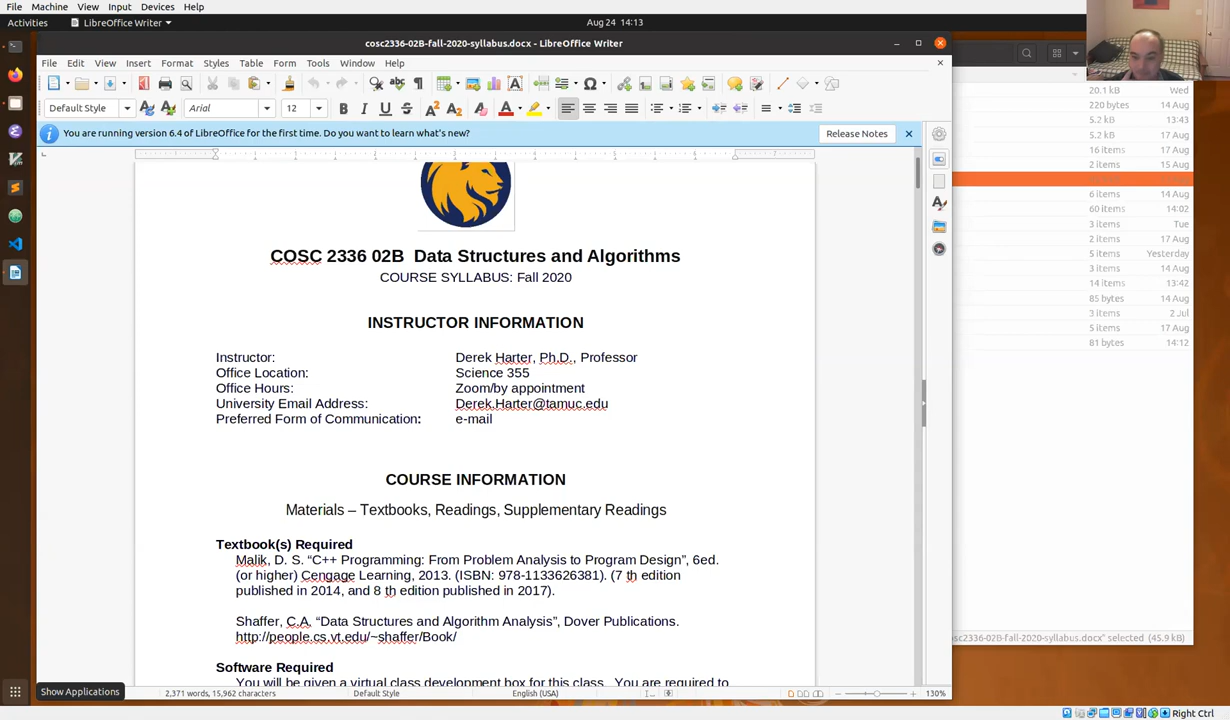 File Machine View Input Devices Help
Activities LibreOffice Writer Aug 24 14:13
cosc2336-02B-fall-2020-syllabus.docx - LibreOffice Writer
File Edit View Insert Format Styles Table Form Tools Window Help
Default Style Arial 12
You are running version 6.4 of LibreOffice for the first time. Do you want to learn what's new? Release Notes
COSC 2336 02B Data Structures and Algorithms
COURSE SYLLABUS: Fall 2020
INSTRUCTOR INFORMATION
Instructor: Derek Harter, Ph.D., Professor
Office Location: Science 355
Office Hours: Zoom/by appointment
University Email Address: Derek.Harter@tamuc.edu
Preferred Form of Communication: e-mail
COURSE INFORMATION
Materials – Textbooks, Readings, Supplementary Readings
Textbook(s) Required
Malik, D. S. “C++ Programming: From Problem Analysis to Program Design”, 6ed.
(or higher) Cengage Learning, 2013. (ISBN: 978-1133626381). (7 th edition
published in 2014, and 8 th edition published in 2017).
Shaffer, C.A. “Data Structures and Algorithm Analysis”, Dover Publications.
http://people.cs.vt.edu/~shaffer/Book/
Software Required
You will be given a virtual class development box for this class. You are required to
Show Applications 2,371 words, 15,962 characters Default Style English (USA) 130%
20.1 kB Wed
220 bytes 14 Aug
5.2 kB 13:43
5.2 kB 17 Aug
16 items 17 Aug
2 items 15 Aug
6 items 14 Aug
60 items 14:02
3 items Tue
2 items 17 Aug
5 items Yesterday
3 items 14 Aug
14 items 13:42
85 bytes 14 Aug
3 items 2 Jul
5 items 17 Aug
81 bytes 14:12
sc2336-02B-fall-2020-syllabus.docx” selected (45.9 kB)
Right Ctrl